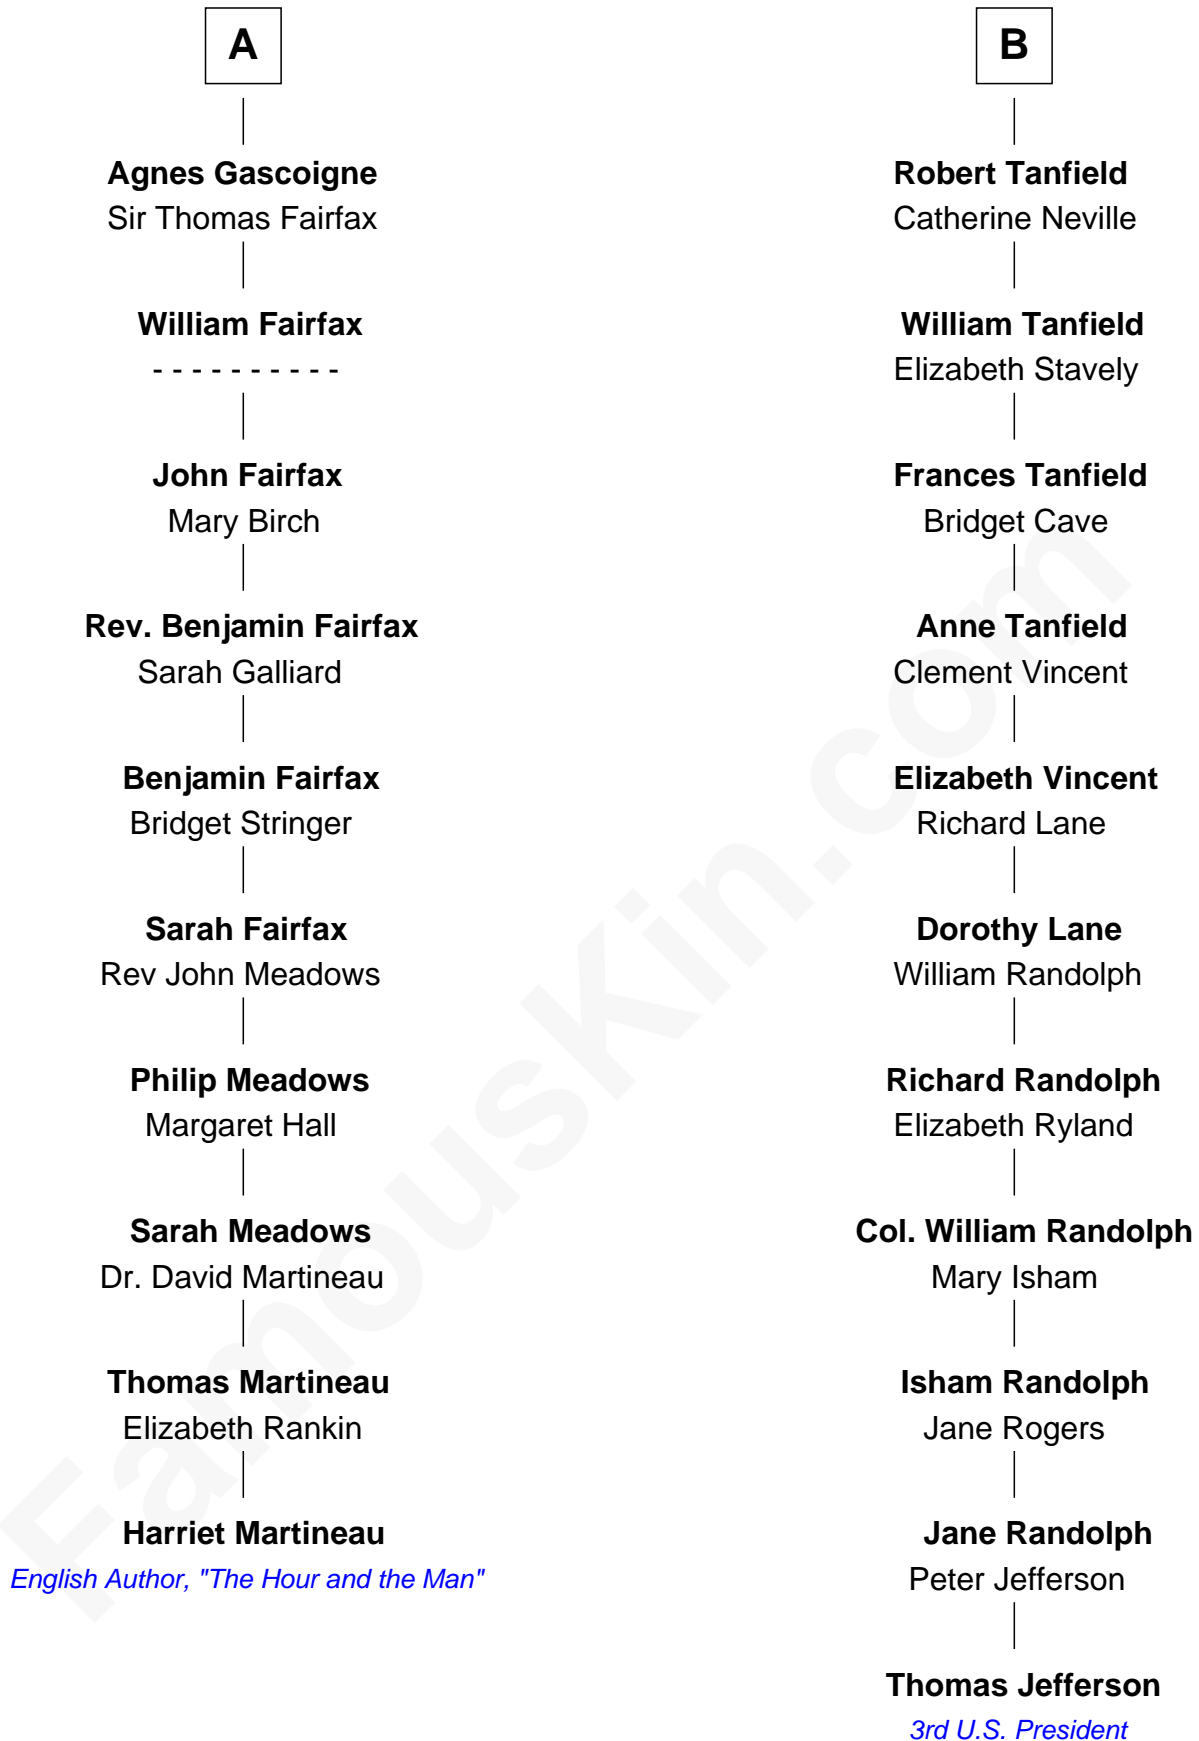 A
Agnes Gascoigne
Sir Thomas Fairfax
William Fairfax
- - - - - - - - - -
John Fairfax
Mary Birch
Rev. Benjamin Fairfax
Sarah Galliard
Benjamin Fairfax
Bridget Stringer
Sarah Fairfax
Rev John Meadows
Philip Meadows
Margaret Hall
Sarah Meadows
Dr. David Martineau
Thomas Martineau
Elizabeth Rankin
Harriet Martineau
English Author, "The Hour and the Man"
B
Robert Tanfield
Catherine Neville
William Tanfield
Elizabeth Stavely
Frances Tanfield
Bridget Cave
Anne Tanfield
Clement Vincent
Elizabeth Vincent
Richard Lane
Dorothy Lane
William Randolph
Richard Randolph
Elizabeth Ryland
Col. William Randolph
Mary Isham
Isham Randolph
Jane Rogers
Jane Randolph
Peter Jefferson
Thomas Jefferson
3rd U.S. President
FamousKin.com